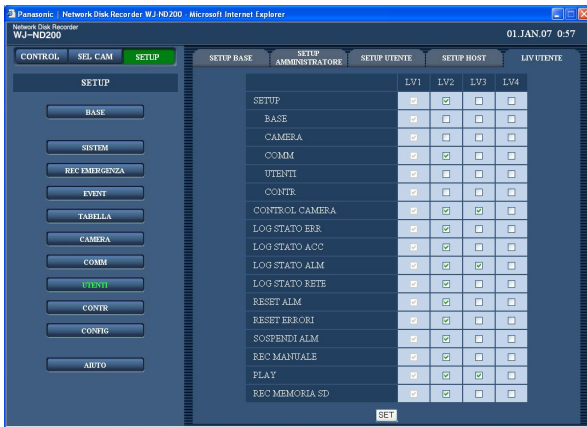 Panasonic | Network Disk Recorder WJ-ND200 - Microsoft Internet Explorer
Network Disk Recorder
WJ-ND200
01.JAN.07 0:57
CONTROL SEL CAM SETUP
SETUP BASE SETUP AMMINISTRATORE SETUP UTENTE SETUP HOST LIV UTENTE
SETUP
BASE
SISTEM
REC EMERGENZA
EVENT
TABELLA
CAMERA
COMM
UTENTI
CONTR
CONFIG
AIUTO
LV1 LV2 LV3 LV4
SETUP
BASE
CAMERA
COMM
UTENTI
CONTR
CONTROL CAMERA
LOG STATO ERR
LOG STATO ACC
LOG STATO ALM
LOG STATO RETE
RESET ALM
RESET ERRORI
SOSPENDI ALM
REC MANUALE
PLAY
REC MEMORIA SD
SET